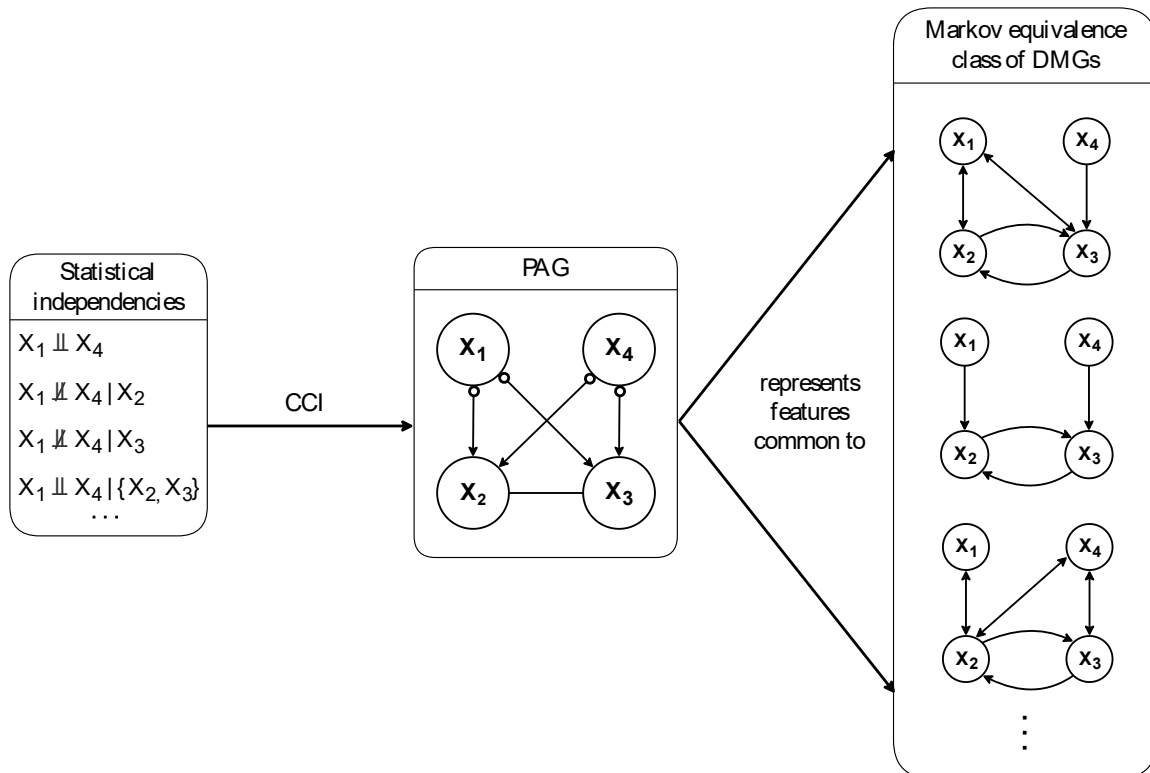 Statistical
independencies
X₁ ⫫ X₄
X₁ ⫫̸ X₄ | X₂
X₁ ⫫̸ X₄ | X₃
X₁ ⫫ X₄ | {X₂, X₃}
...
CCI
PAG
X₁
X₄
X₂
X₃
represents
features
common to
Markov equivalence
class of DMGs
X₁
X₄
X₂
X₃
X₁
X₄
X₂
X₃
X₁
X₄
X₂
X₃
⋮